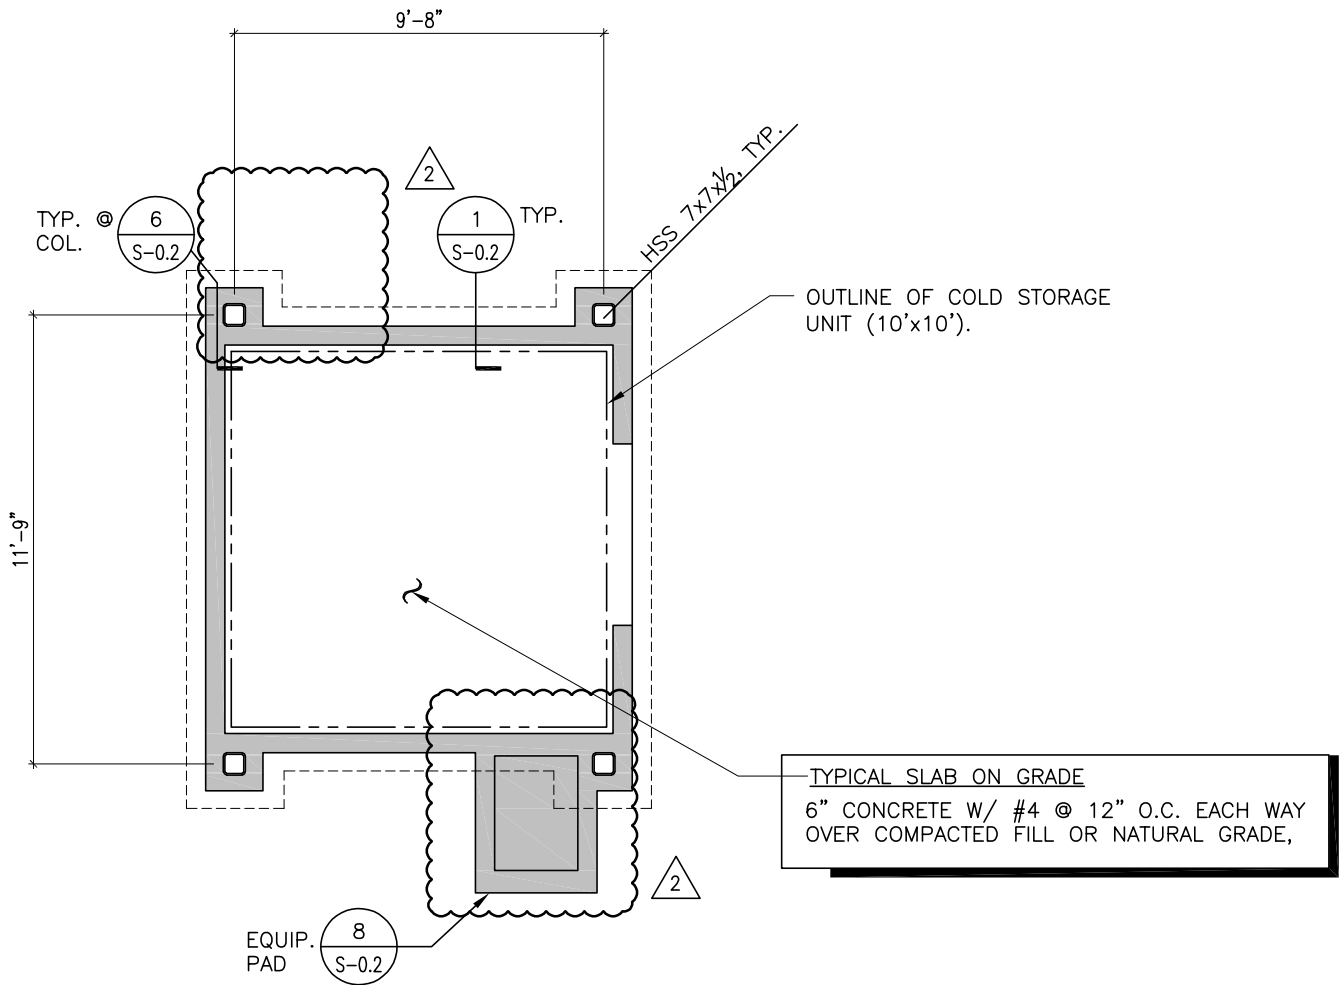 9'-8"
2
TYP. @
COL.
6
S-0.2
1
S-0.2
TYP.
HSS 7x7x1/2, TYP.
OUTLINE OF COLD STORAGE
UNIT (10'x10').
11'-9"
TYPICAL SLAB ON GRADE
6" CONCRETE W/ #4 @ 12" O.C. EACH WAY
OVER COMPACTED FILL OR NATURAL GRADE,
2
EQUIP.
PAD
8
S-0.2